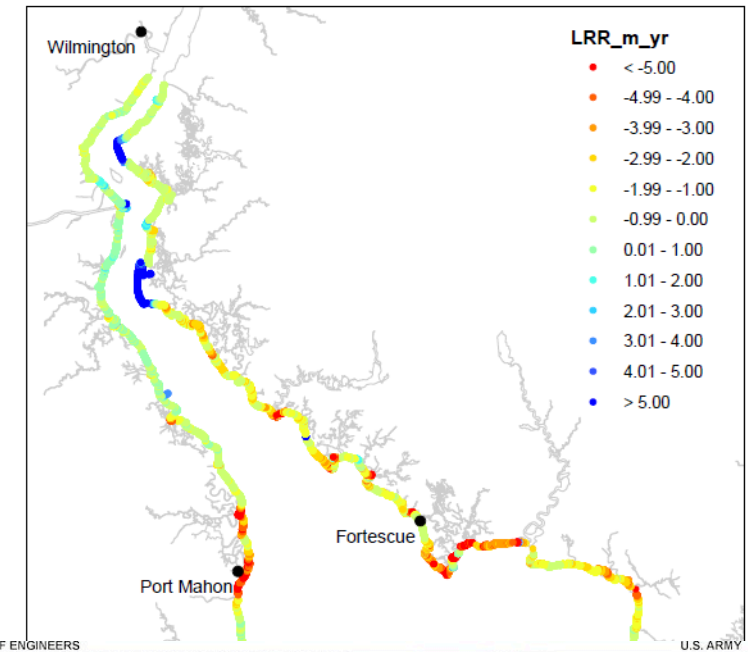 Wilmington
LRR_m_yr
< -5.00
-4.99 - -4.00
-3.99 - -3.00
-2.99 - -2.00
-1.99 - -1.00
-0.99 - 0.00
0.01 - 1.00
1.01 - 2.00
2.01 - 3.00
3.01 - 4.00
4.01 - 5.00
> 5.00
Fortescue
Port Mahon
F ENGINEERS
U.S. ARMY